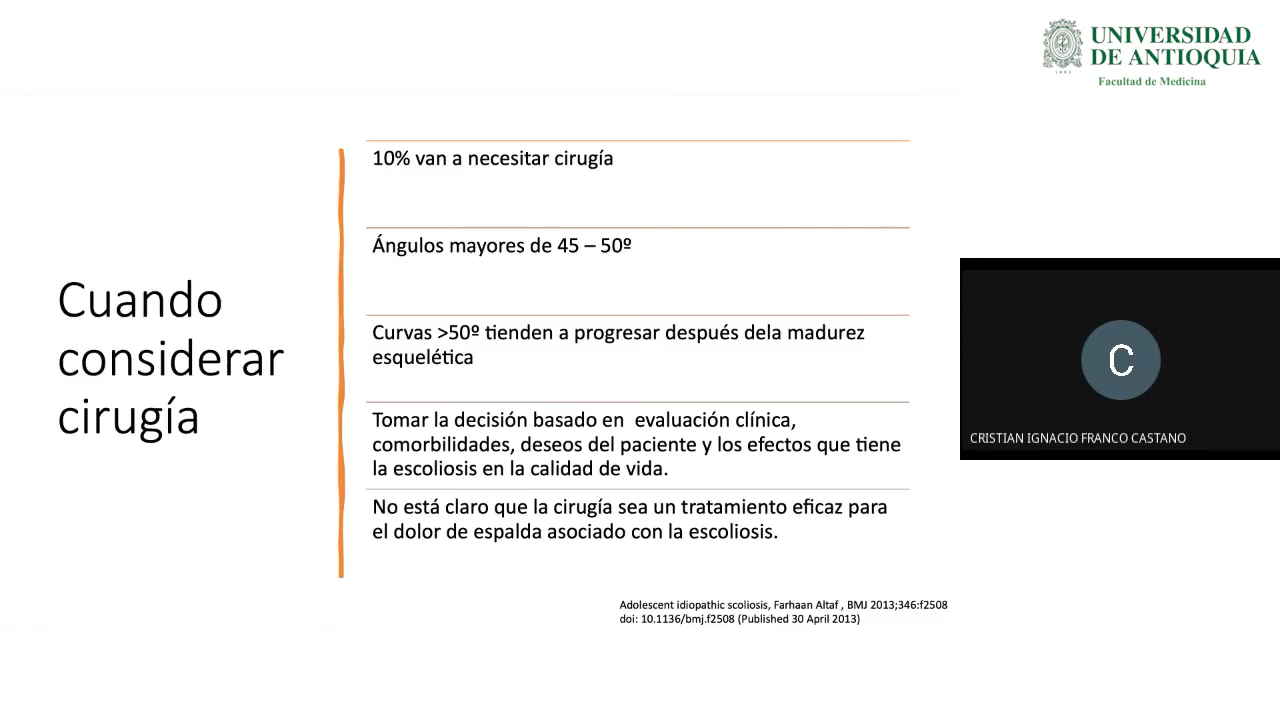 UNIVERSIDAD
DE ANTIOQUIA
1803
Facultad de Medicina
Cuando
considerar
cirugía
10% van a necesitar cirugía
Ángulos mayores de 45 – 50º
Curvas >50º tienden a progresar después dela madurez
esquelética
Tomar la decisión basado en evaluación clínica,
comorbilidades, deseos del paciente y los efectos que tiene
la escoliosis en la calidad de vida.
No está claro que la cirugía sea un tratamiento eficaz para
el dolor de espalda asociado con la escoliosis.
Adolescent idiopathic scoliosis, Farhaan Altaf , BMJ 2013;346:f2508
doi: 10.1136/bmj.f2508 (Published 30 April 2013)
C
CRISTIAN IGNACIO FRANCO CASTANO